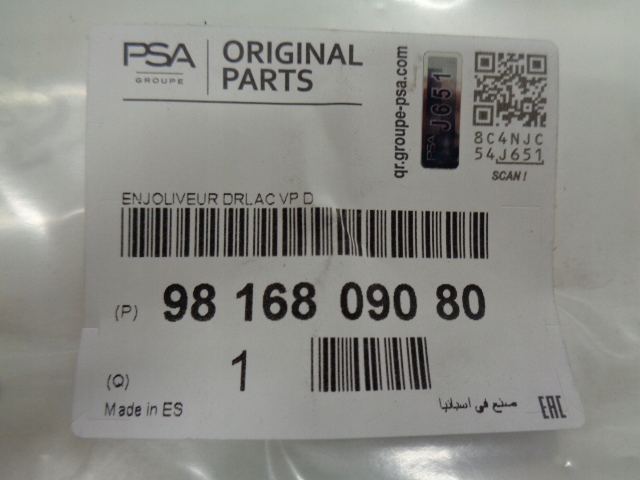 PSA
GROUPE
ORIGINAL
PARTS
qr.groupe-psa.com
PSA J651
8C4NJC
54J651
SCAN!
ENJOLIVEUR DRLAC VP D
(P) 98 168 090 80
(Q) 1
Made in ES
صنع في اسبانيا
EAC